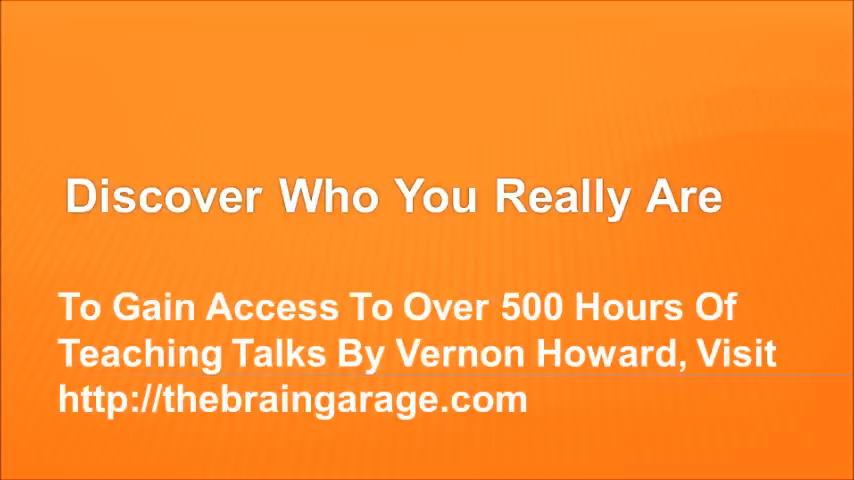 Discover Who You Really Are
To Gain Access To Over 500 Hours Of
Teaching Talks By Vernon Howard, Visit
http://thebraingarage.com